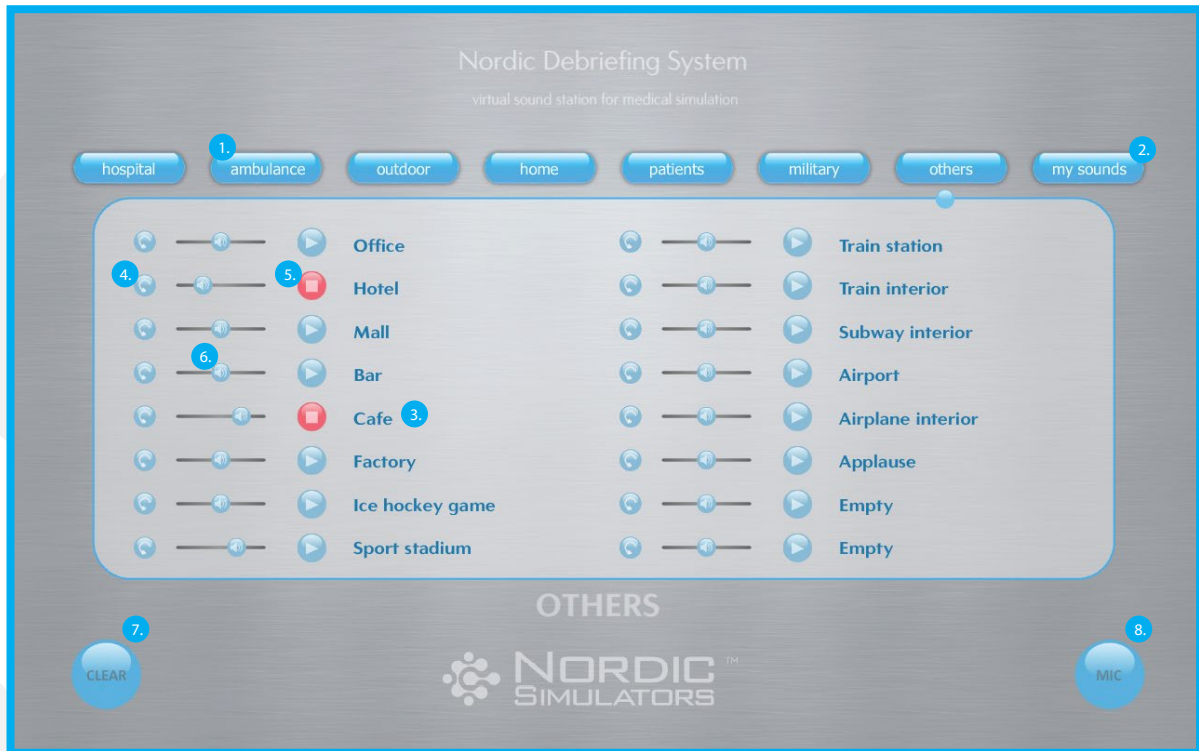 Nordic Debriefing System
virtual sound station for medical simulation
1.
2.
hospital ambulance outdoor home patients military others my sounds
Office Train station
4. 5. Hotel Train interior
Mall Subway interior
6. Bar Airport
Cafe 3. Airplane interior
Factory Applause
Ice hockey game Empty
Sport stadium Empty
OTHERS
7. 8.
CLEAR NORDIC™ MIC
SIMULATORS